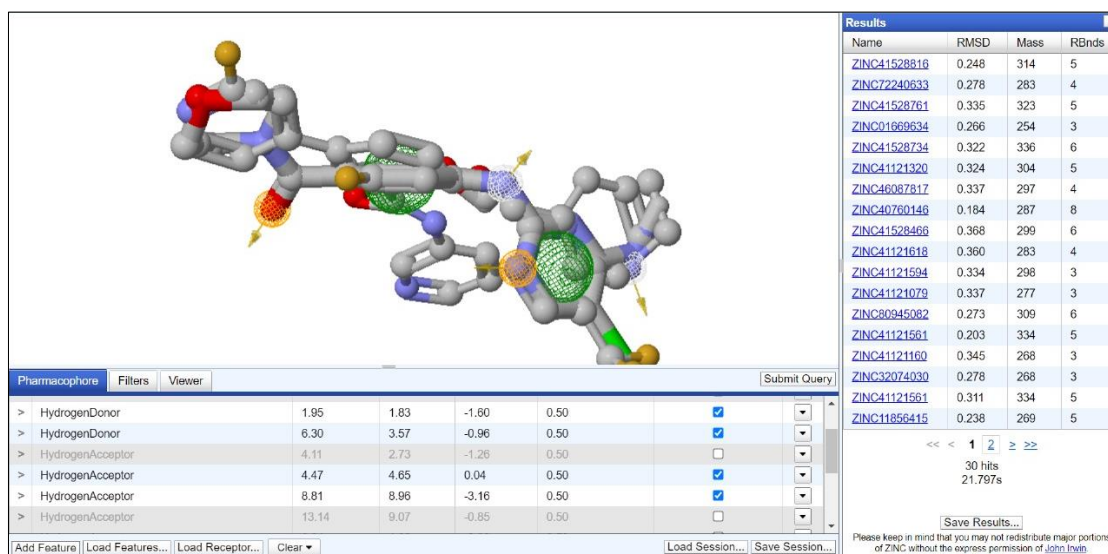 Results
Name RMSD Mass RBnds
ZINC41528816 0.248 314 5
ZINC72240633 0.278 283 4
ZINC41528761 0.335 323 5
ZINC01669634 0.266 254 3
ZINC41528734 0.322 336 6
ZINC41121320 0.324 304 5
ZINC46087817 0.337 297 4
ZINC40760146 0.184 287 8
ZINC41528466 0.368 299 6
ZINC41121618 0.360 283 4
ZINC41121594 0.334 298 3
ZINC41121079 0.337 277 3
ZINC80945082 0.273 309 6
ZINC41121561 0.203 334 5
ZINC41121160 0.345 268 3
ZINC32074030 0.278 268 3
ZINC41121561 0.311 334 5
ZINC11856415 0.238 269 5
<< < 1 2 > >>
30 hits
21.797s
Save Results...
Please keep in mind that you may not redistribute major portions
of ZINC without the express permission of John Irwin.
Pharmacophore Filters Viewer Submit Query
> HydrogenDonor 1.95 1.83 -1.60 0.50
> HydrogenDonor 6.30 3.57 -0.96 0.50
> HydrogenAcceptor 4.11 2.73 -1.26 0.50
> HydrogenAcceptor 4.47 4.65 0.04 0.50
> HydrogenAcceptor 8.81 8.96 -3.16 0.50
> HydrogenAcceptor 13.14 9.07 -0.85 0.50
Add Feature Load Features... Load Receptor... Clear Load Session... Save Session...